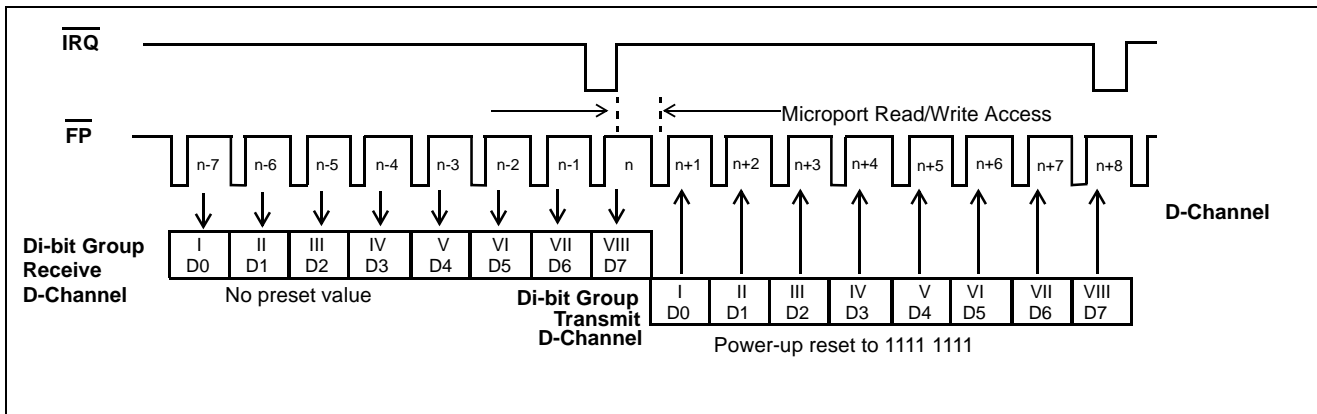 IRQ
Microport Read/Write Access
FP
n-7 n-6 n-5 n-4 n-3 n-2 n-1 n n+1 n+2 n+3 n+4 n+5 n+6 n+7 n+8
D-Channel
Di-bit Group
Receive
D-Channel
I II III IV V VI VII VIII
D0 D1 D2 D3 D4 D5 D6 D7
No preset value
Di-bit Group
Transmit
D-Channel
I II III IV V VI VII VIII
D0 D1 D2 D3 D4 D5 D6 D7
Power-up reset to 1111 1111